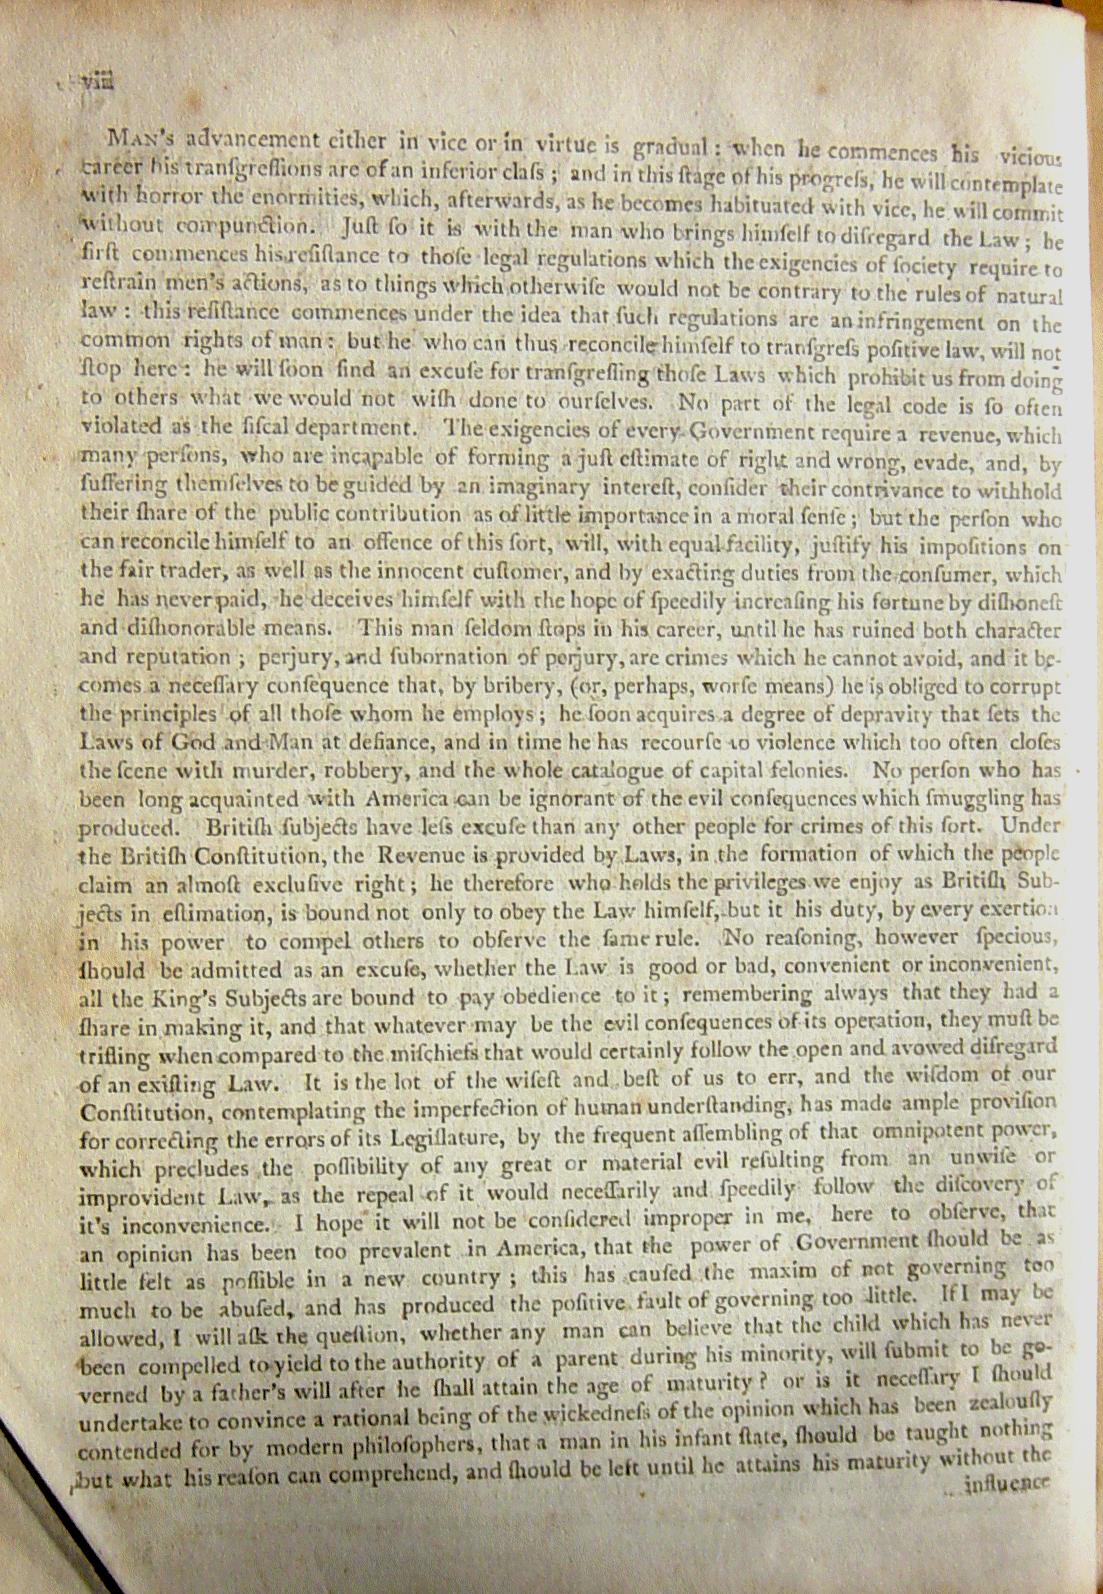 viii
MAN's advancement either in vice or in virtue is gradual : when he commences his vicious
career his tranſgreſſions are of an inferior claſs ; and in this ſtage of his progreſs, he will contemplate
with horror the enormities, which, afterwards, as he becomes habituated with vice, he will commit
without compunction. Juſt ſo it is with the man who brings himſelf to diſregard the Law ; he
firſt commences his reſiſtance to thoſe legal regulations which the exigencies of ſociety require to
reſtrain men's actions, as to things which otherwiſe would not be contrary to the rules of natural
law : this reſiſtance commences under the idea that ſuch regulations are an infringement on the
common rights of man : but he who can thus reconcile himſelf to tranſgreſs poſitive law, will not
ſtop here : he will ſoon find an excuſe for tranſgreſſing thoſe Laws which prohibit us from doing
to others what we would not wiſh done to ourſelves. No part of the legal code is ſo often
violated as the fiſcal department. The exigencies of every Government require a revenue, which
many perſons, who are incapable of forming a juſt eſtimate of right and wrong, evade, and, by
ſuffering themſelves to be guided by an imaginary intereſt, conſider their contrivance to withhold
their ſhare of the public contribution as of little importance in a moral ſenſe ; but the perſon who
can reconcile himſelf to an offence of this ſort, will, with equal facility, juſtify his impoſitions on
the fair trader, as well as the innocent cuſtomer, and by exacting duties from the conſumer, which
he has never paid, he deceives himſelf with the hope of ſpeedily increaſing his fortune by diſhoneſt
and diſhonorable means. This man ſeldom ſtops in his career, until he has ruined both character
and reputation ; perjury, and ſubornation of perjury, are crimes which he cannot avoid, and it be-
comes a neceſſary conſequence that, by bribery, (or, perhaps, worſe means) he is obliged to corrupt
the principles of all thoſe whom he employs ; he ſoon acquires a degree of depravity that ſets the
Laws of God and Man at defiance, and in time he has recourſe to violence which too often cloſes
the ſcene with murder, robbery, and the whole catalogue of capital felonies. No perſon who has
been long acquainted with America can be ignorant of the evil conſequences which ſmuggling has
produced. Britiſh ſubjects have leſs excuſe than any other people for crimes of this ſort. Under
the Britiſh Conſtitution, the Revenue is provided by Laws, in the formation of which the people
claim an almoſt excluſive right ; he therefore who holds the privileges we enjoy as Britiſh Sub-
jects in eſtimation, is bound not only to obey the Law himſelf, but it his duty, by every exertion
in his power to compel others to obſerve the ſame rule. No reaſoning, however ſpecious,
ſhould be admitted as an excuſe, whether the Law is good or bad, convenient or inconvenient,
all the King's Subjects are bound to pay obedience to it ; remembering always that they had a
ſhare in making it, and that whatever may be the evil conſequences of its operation, they muſt be
trifling when compared to the miſchiefs that would certainly follow the open and avowed diſregard
of an exiſting Law. It is the lot of the wiſeſt and beſt of us to err, and the wiſdom of our
Conſtitution, contemplating the imperfection of human underſtanding, has made ample proviſion
for correcting the errors of its Legiſlature, by the frequent aſſembling of that omnipotent power,
which precludes the poſſibility of any great or material evil reſulting from an unwiſe or
improvident Law, as the repeal of it would neceſſarily and ſpeedily follow the diſcovery of
it's inconvenience. I hope it will not be conſidered improper in me, here to obſerve, that
an opinion has been too prevalent in America, that the power of Government ſhould be as
little felt as poſſible in a new country ; this has cauſed the maxim of not governing too
much to be abuſed, and has produced the poſitive fault of governing too little. If I may be
allowed, I will aſk the queſtion, whether any man can believe that the child which has never
been compelled to yield to the authority of a parent during his minority, will ſubmit to be go-
verned by a father's will after he ſhall attain the age of maturity ? or is it neceſſary I ſhould
undertake to convince a rational being of the wickedneſs of the opinion which has been zealouſly
contended for by modern philoſophers, that a man in his infant ſtate, ſhould be taught nothing
but what his reaſon can comprehend, and ſhould be left until he attains his maturity without the
influence